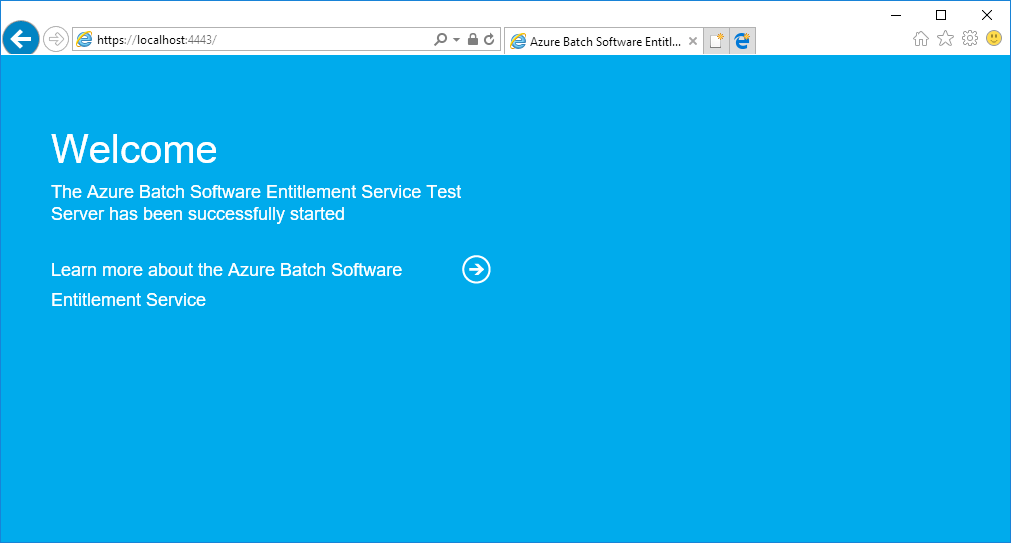 https://localhost:4443/
Azure Batch Software Entitl...
Welcome
The Azure Batch Software Entitlement Service Test
Server has been successfully started
Learn more about the Azure Batch Software
Entitlement Service